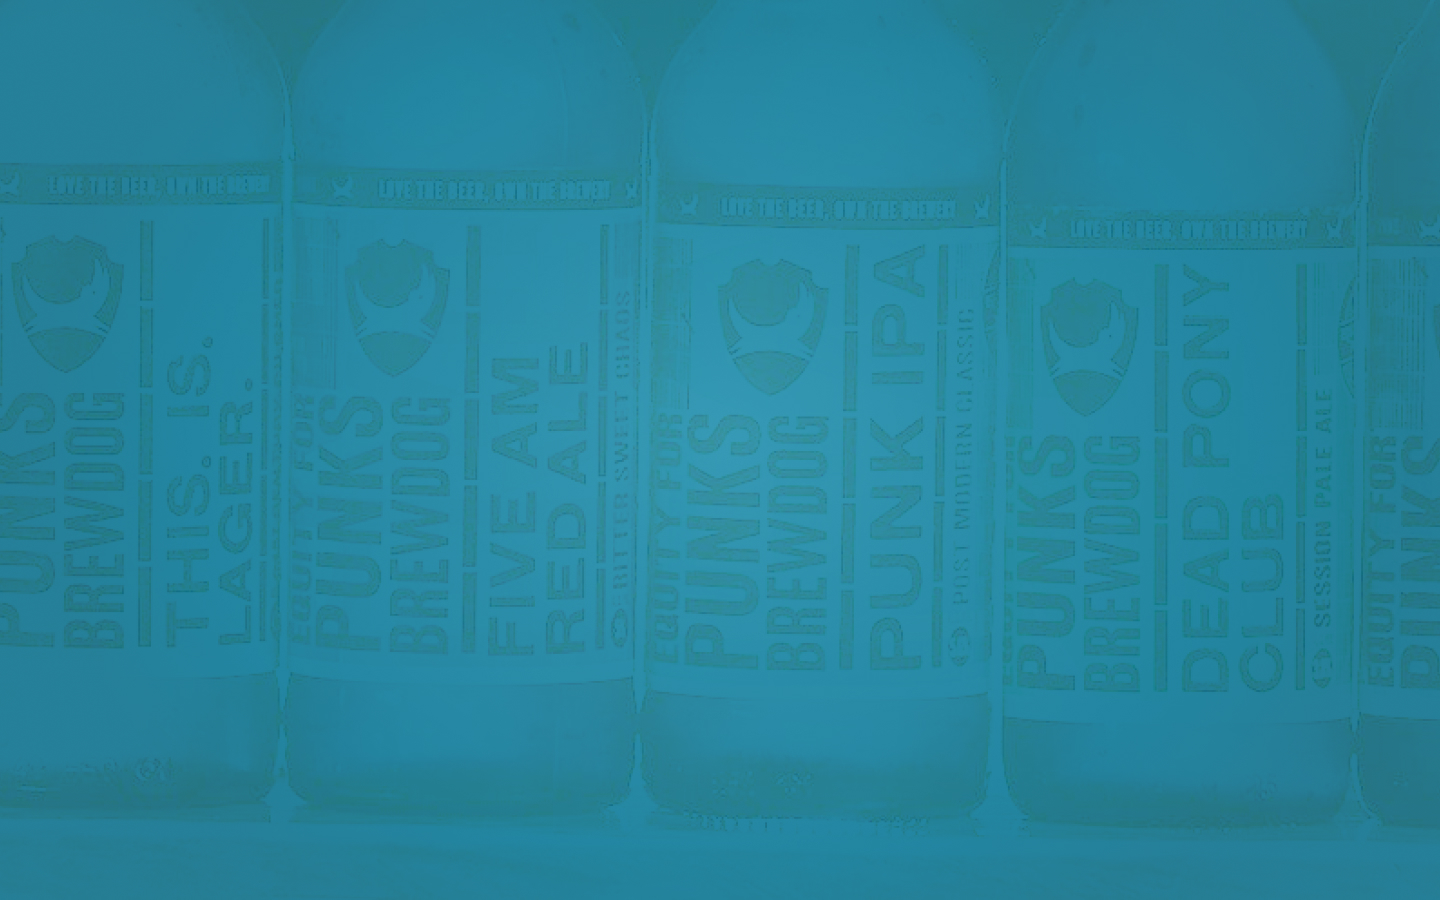 LOVE THE BEER, OWN THE BREWERY
PUNKS
BREWDOG
THIS. IS.
LAGER.
LOVE THE BEER, OWN THE BREWERY
EQUITY FOR
PUNKS
BREWDOG
FIVE AM
RED ALE
BITTER SWEET CHAOS
LOVE THE BEER, OWN THE BREWERY
EQUITY FOR
PUNKS
BREWDOG
PUNK IPA
POST MODERN CLASSIC
LOVE THE BEER, OWN THE BREWERY
PUNKS
BREWDOG
DEAD PONY
CLUB
SESSION PALE ALE
EQUITY FOR
PUNKS